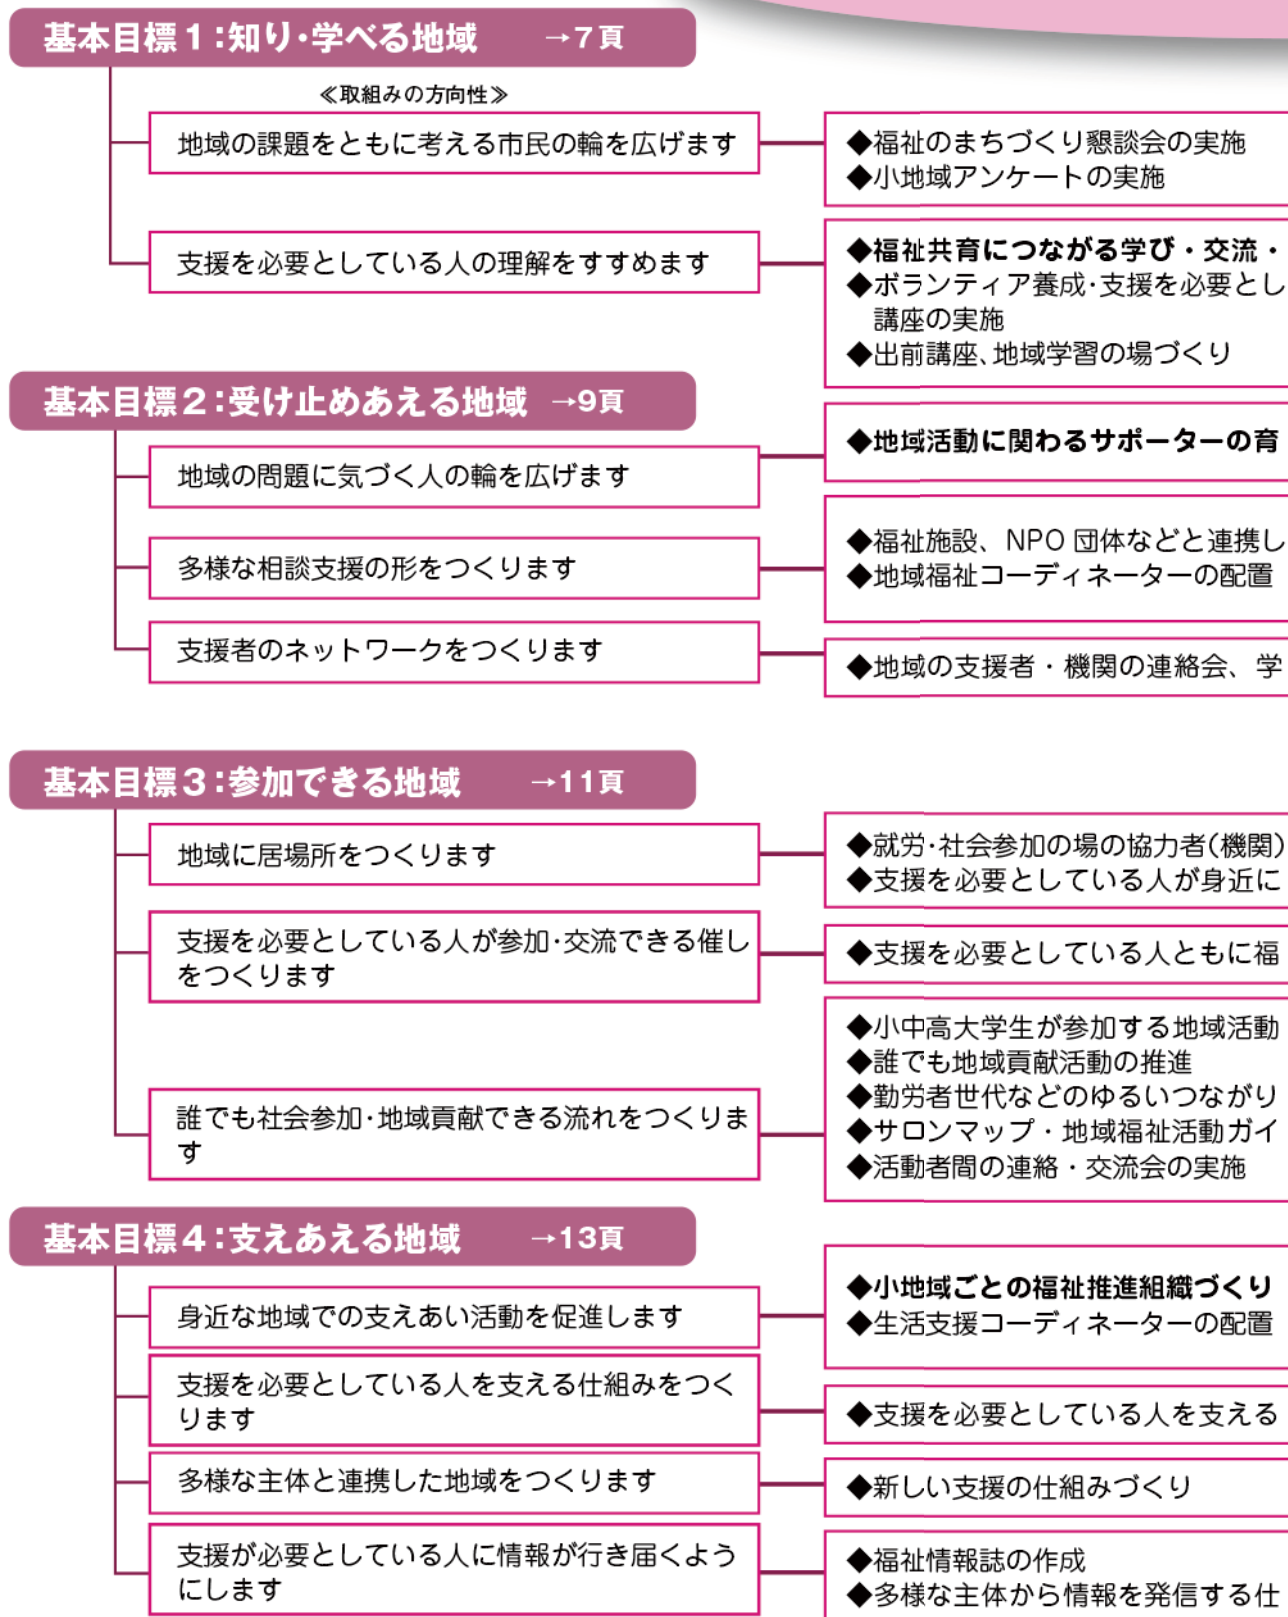 基本目標1:知り・学べる地域 →7頁
≪取組みの方向性≫
地域の課題をともに考える市民の輪を広げます
◆福祉のまちづくり懇談会の実施
◆小地域アンケートの実施
支援を必要としている人の理解をすすめます
◆福祉共育につながる学び・交流・
◆ボランティア養成・支援を必要とし
講座の実施
◆出前講座、地域学習の場づくり
基本目標2:受け止めあえる地域 →9頁
地域の問題に気づく人の輪を広げます
◆地域活動に関わるサポーターの育
多様な相談支援の形をつくります
◆福祉施設、NPO 団体などと連携し
◆地域福祉コーディネーターの配置
支援者のネットワークをつくります
◆地域の支援者・機関の連絡会、学
基本目標3:参加できる地域 →11頁
地域に居場所をつくります
◆就労・社会参加の場の協力者(機関)
◆支援を必要としている人が身近に
支援を必要としている人が参加・交流できる催し
をつくります
◆支援を必要としている人ともに福
誰でも社会参加・地域貢献できる流れをつくりま
す
◆小中高大学生が参加する地域活動
◆誰でも地域貢献活動の推進
◆勤労者世代などのゆるいつながり
◆サロンマップ・地域福祉活動ガイ
◆活動者間の連絡・交流会の実施
基本目標4:支えあえる地域 →13頁
身近な地域での支えあい活動を促進します
◆小地域ごとの福祉推進組織づくり
◆生活支援コーディネーターの配置
支援を必要としている人を支える仕組みをつく
ります
◆支援を必要としている人を支える
多様な主体と連携した地域をつくります
◆新しい支援の仕組みづくり
支援が必要としている人に情報が行き届くよう
にします
◆福祉情報誌の作成
◆多様な主体から情報を発信する仕